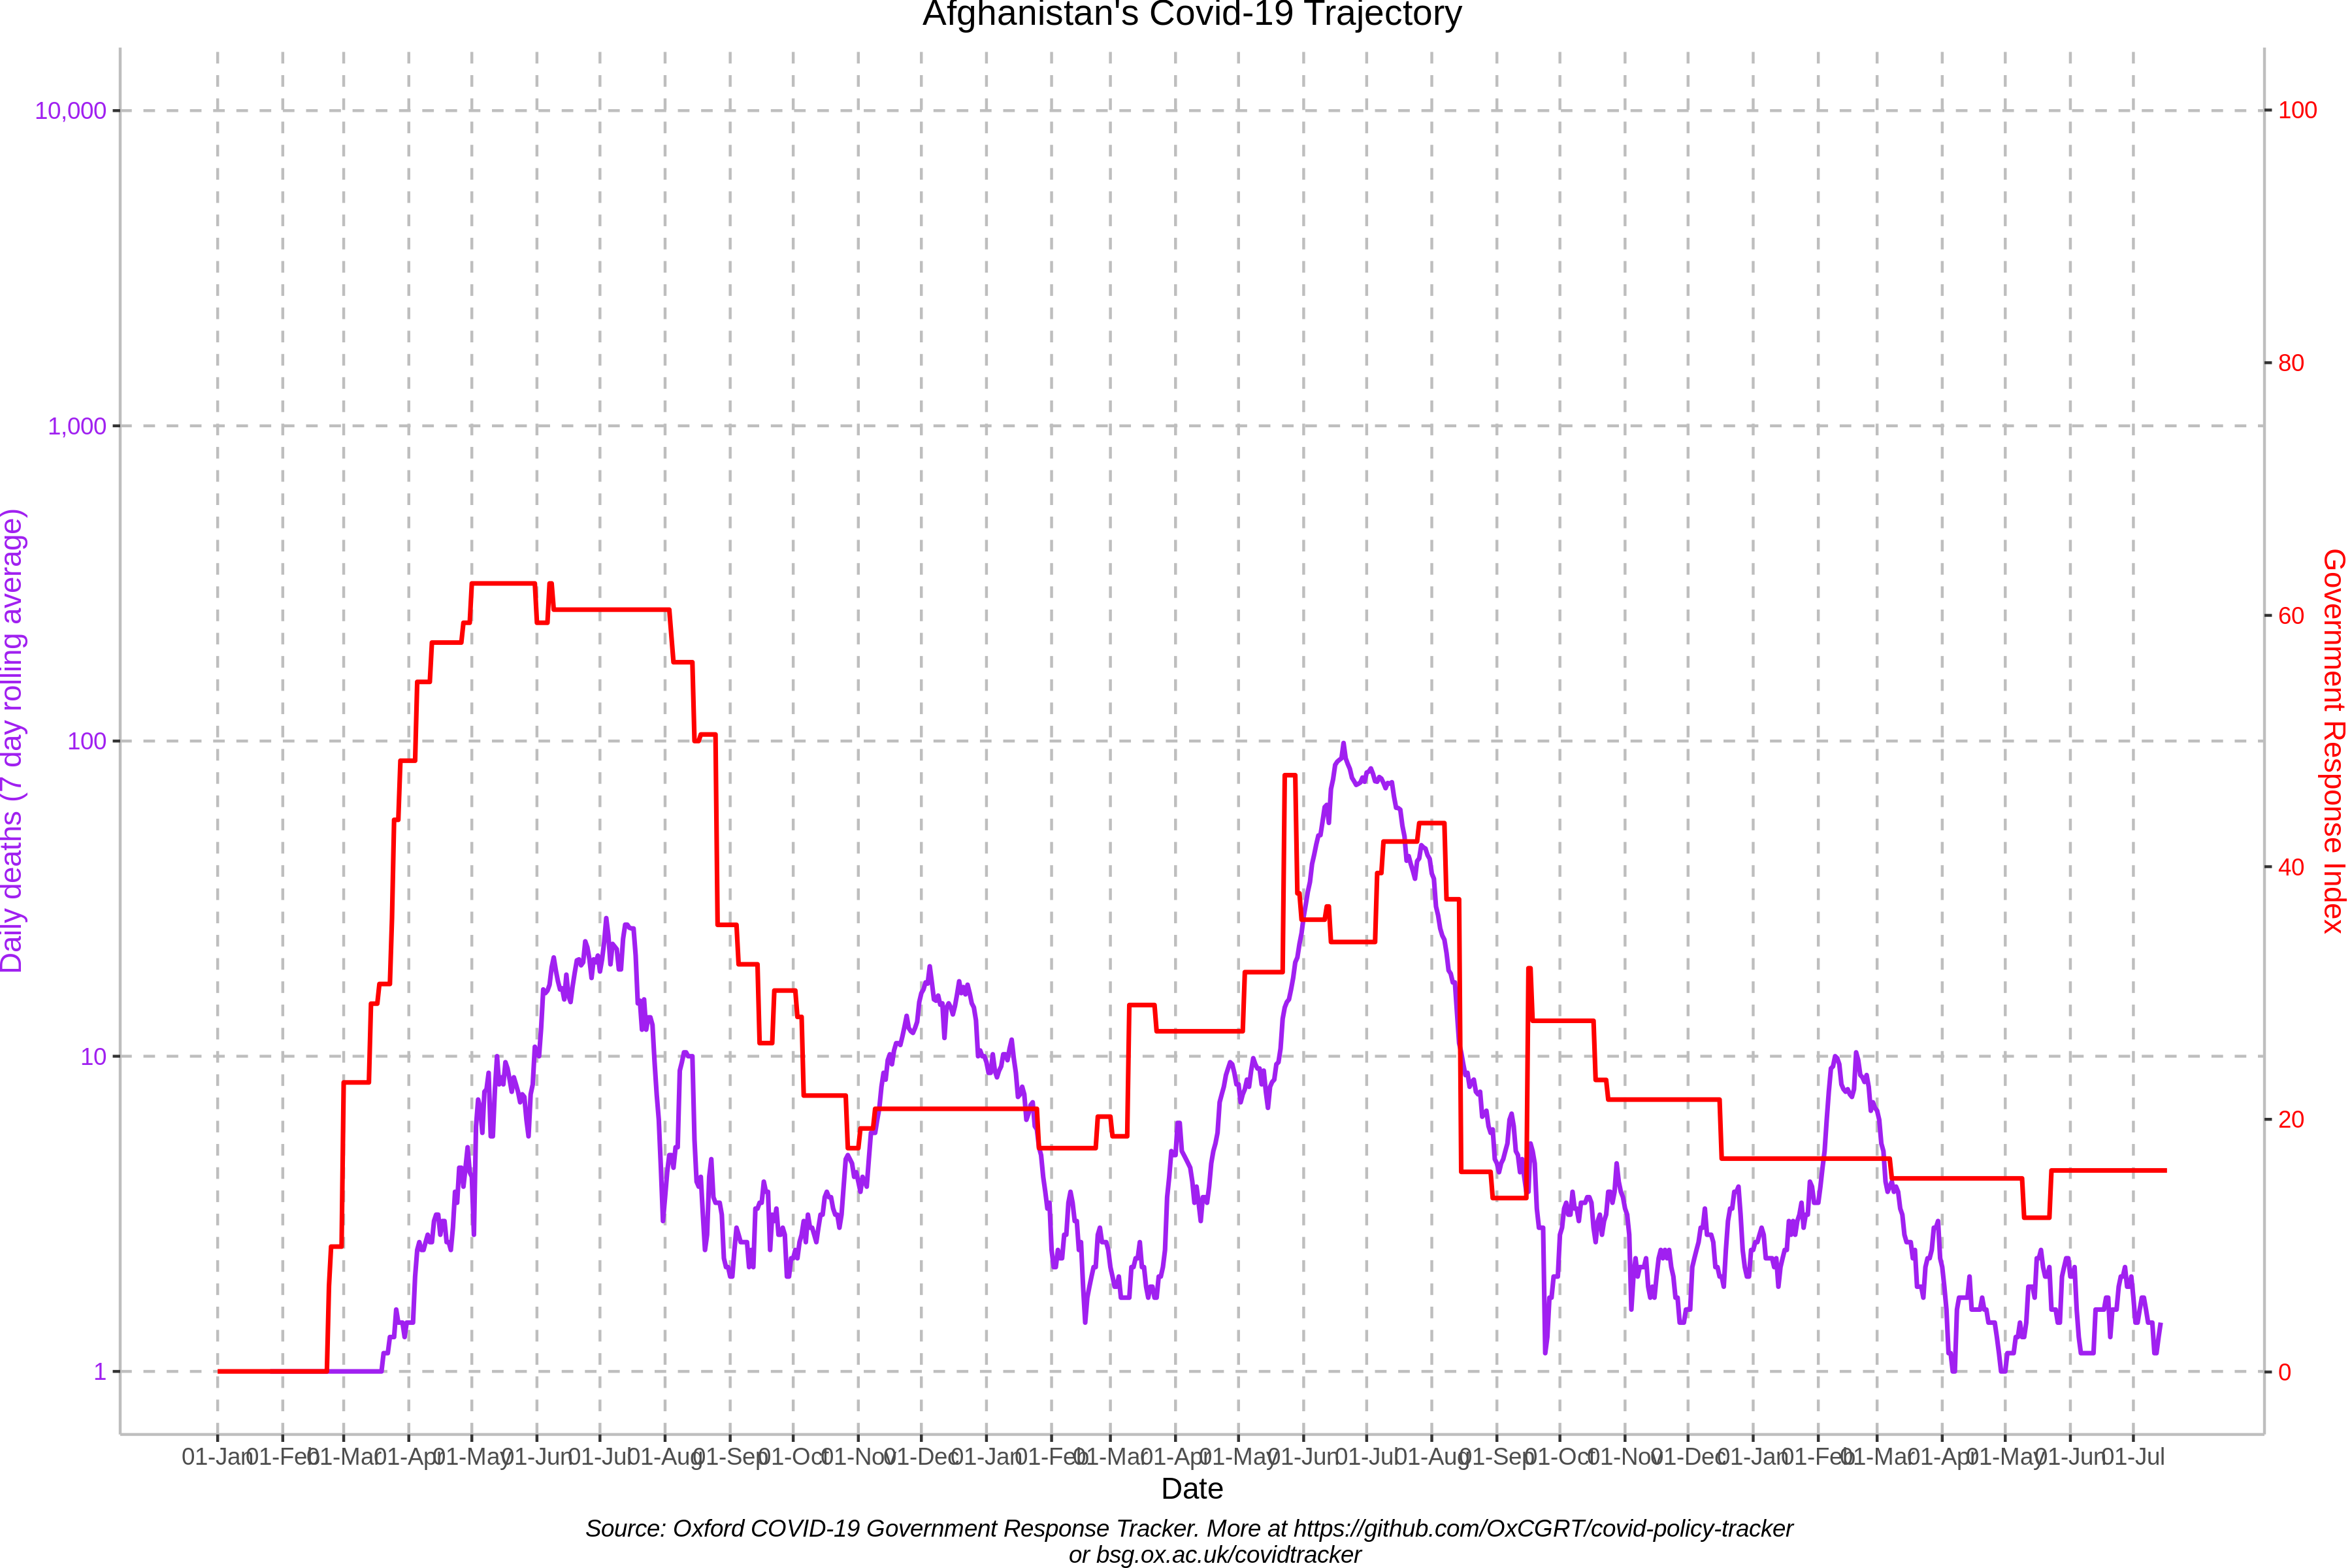 Afghanistan's Covid-19 Trajectory
Daily deaths (7 day rolling average)
10,000
1,000
100
10
1
Government Response Index
100
80
60
40
20
0
01-Jan
01-Feb
01-Mar
01-Apr
01-May
01-Jun
01-Jul
01-Aug
01-Sep
01-Oct
01-Nov
01-Dec
01-Jan
01-Feb
01-Mar
01-Apr
01-May
01-Jun
01-Jul
01-Aug
01-Sep
01-Oct
01-Nov
01-Dec
01-Jan
01-Feb
01-Mar
01-Apr
01-May
01-Jun
01-Jul
Date
Source: Oxford COVID-19 Government Response Tracker. More at https://github.com/OxCGRT/covid-policy-tracker
or bsg.ox.ac.uk/covidtracker